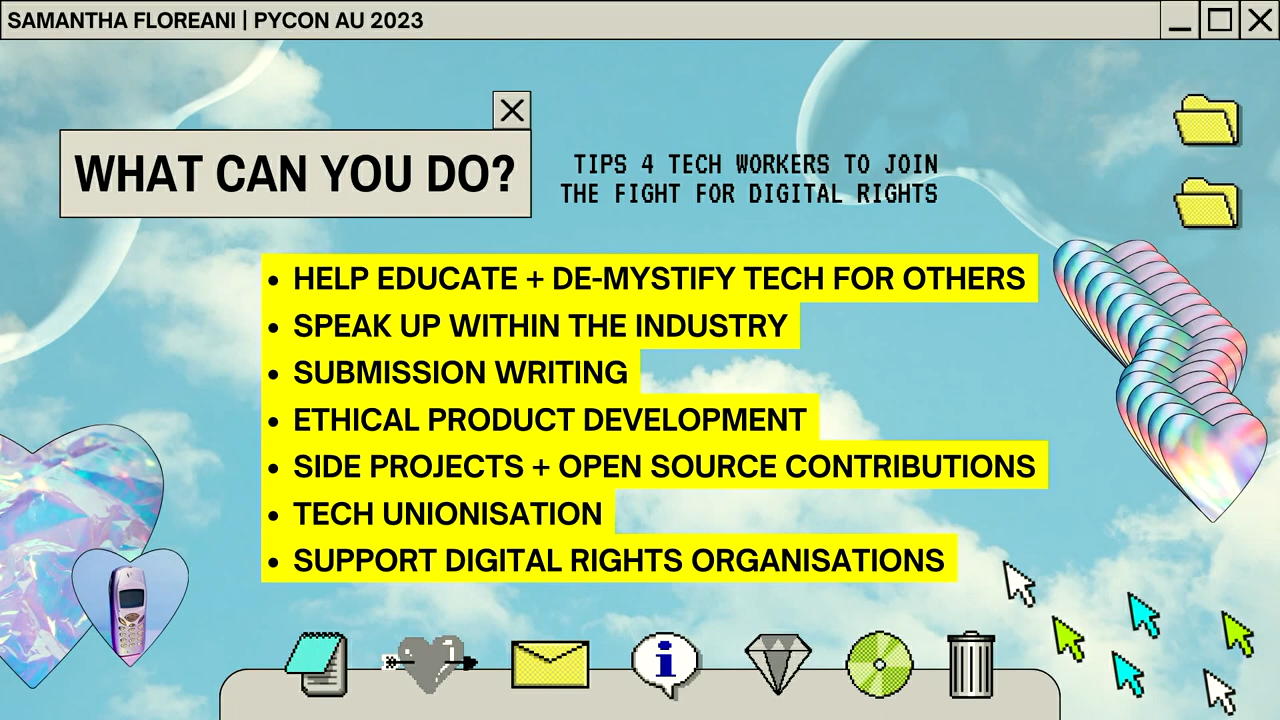 SAMANTHA FLOREANI | PYCON AU 2023
WHAT CAN YOU DO?
TIPS 4 TECH WORKERS TO JOIN
THE FIGHT FOR DIGITAL RIGHTS
• HELP EDUCATE + DE-MYSTIFY TECH FOR OTHERS
• SPEAK UP WITHIN THE INDUSTRY
• SUBMISSION WRITING
• ETHICAL PRODUCT DEVELOPMENT
• SIDE PROJECTS + OPEN SOURCE CONTRIBUTIONS
• TECH UNIONISATION
• SUPPORT DIGITAL RIGHTS ORGANISATIONS